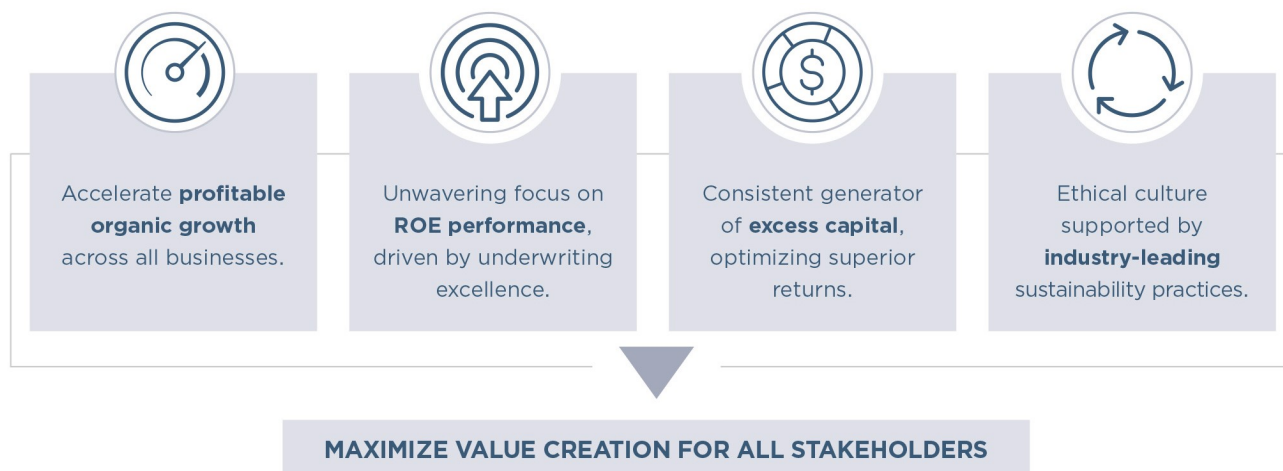 Accelerate profitable
organic growth
across all businesses.
Unwavering focus on
ROE performance,
driven by underwriting
excellence.
Consistent generator
of excess capital,
optimizing superior
returns.
Ethical culture
supported by
industry-leading
sustainability practices.
MAXIMIZE VALUE CREATION FOR ALL STAKEHOLDERS